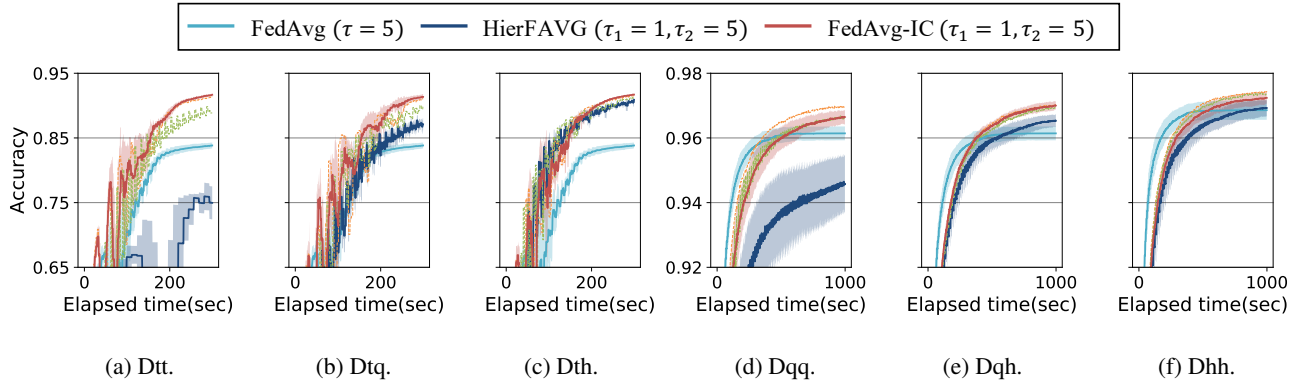 FedAvg (τ = 5) HierFAVG (τ₁ = 1, τ₂ = 5) FedAvg-IC (τ₁ = 1, τ₂ = 5)
Accuracy
0.95
0.85
0.75
0.65
0 200
Elapsed time(sec)
0 200
Elapsed time(sec)
0 200
Elapsed time(sec)
0.98
0.96
0.94
0.92
0 1000
Elapsed time(sec)
0 1000
Elapsed time(sec)
0 1000
Elapsed time(sec)
(a) Dtt. (b) Dtq. (c) Dth. (d) Dqq. (e) Dqh. (f) Dhh.